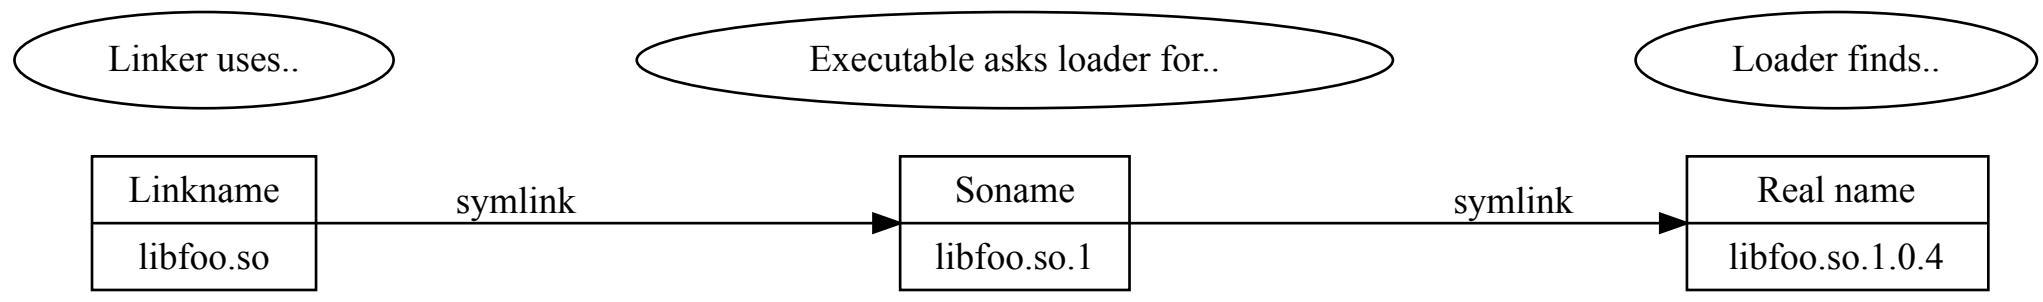 Linker uses..
Executable asks loader for..
Loader finds..
Linkname
libfoo.so
symlink
Soname
libfoo.so.1
symlink
Real name
libfoo.so.1.0.4